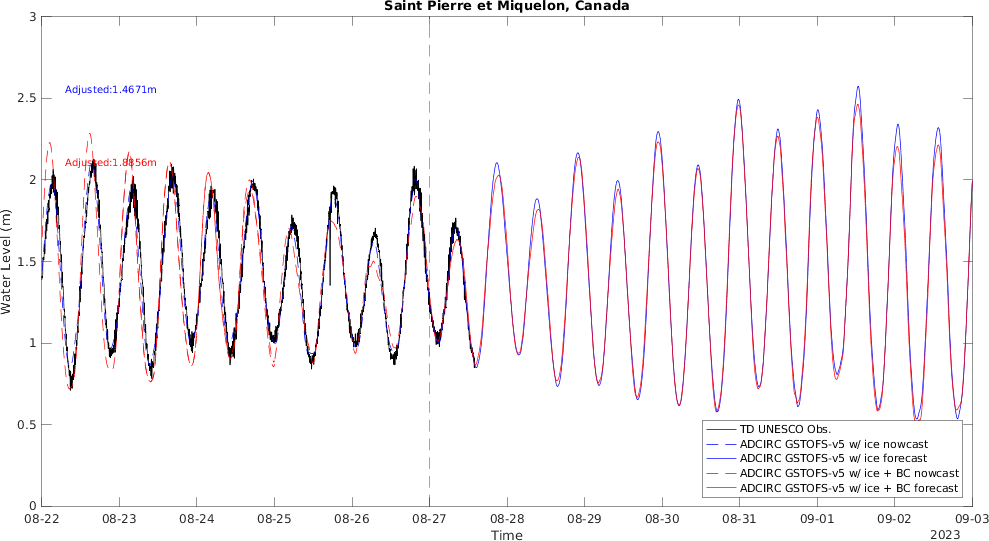 Saint Pierre et Miquelon, Canada
3
2.5
2
1.5
1
0.5
0
Water Level (m)
Adjusted:1.4671m
Adjusted:1.8856m
TD UNESCO Obs.
ADCIRC GSTOFS-v5 w/ ice nowcast
ADCIRC GSTOFS-v5 w/ ice forecast
ADCIRC GSTOFS-v5 w/ ice + BC nowcast
ADCIRC GSTOFS-v5 w/ ice + BC forecast
08-22 08-23 08-24 08-25 08-26 08-27 08-28 08-29 08-30 08-31 09-01 09-02 09-03
Time
2023